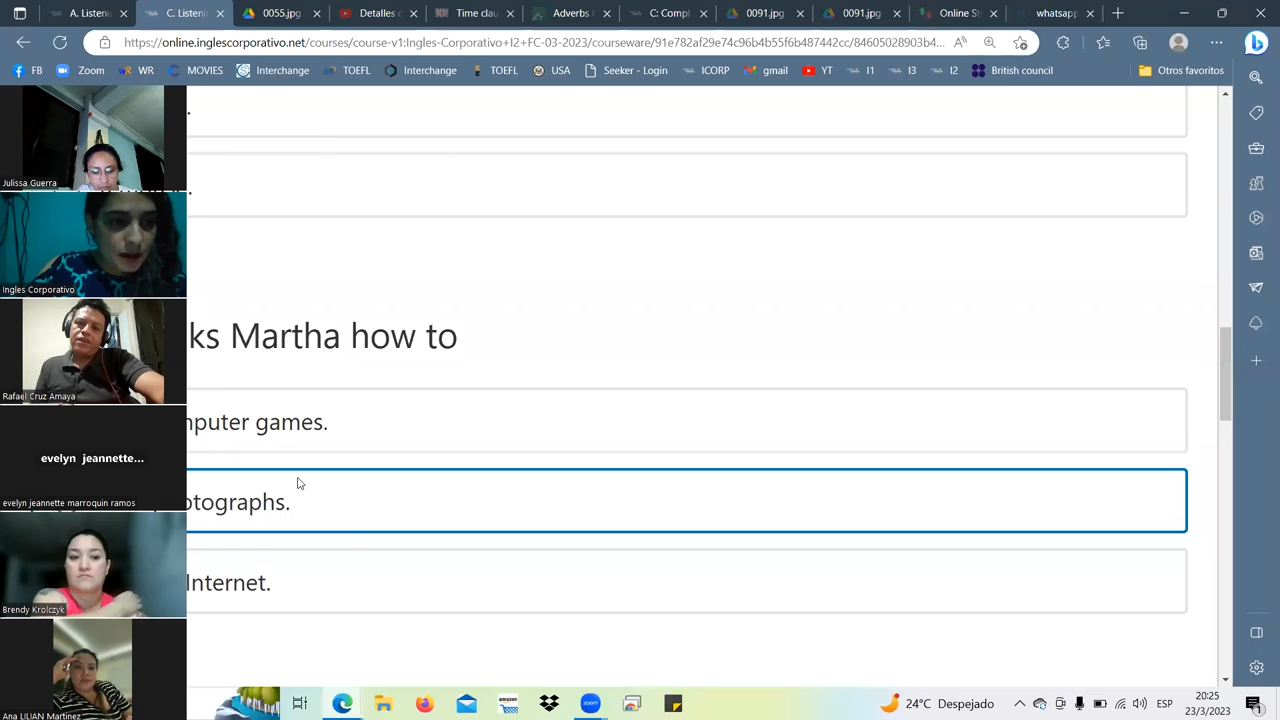 A. Listeni
C. Listeni
0055.jpg
Detalles c
Time clau
Adverbs C
C: Compl
0091.jpg
0091.jpg
Online St
whatsapp
https://online.inglescorporativo.net/courses/course-v1:Ingles-Corporativo+I2+FC-03-2023/courseware/91e782af29e74c96b4b55f6b487442cc/84605028903b4...
FB
Zoom
WR
MOVIES
Interchange
TOEFL
Interchange
TOEFL
USA
Seeker - Login
ICORP
gmail
YT
I1
I3
I2
British council
Otros favoritos
Julissa Guerra
Ingles Corporativo
ks Martha how to
Rafael Cruz Amaya
nputer games.
evelyn jeannette...
evelyn jeannette marroquin ramos
otographs.
Internet.
Brendy Krolczyk
Ana LILIAN Martinez
24°C Despejado
ESP
20:25
23/3/2023